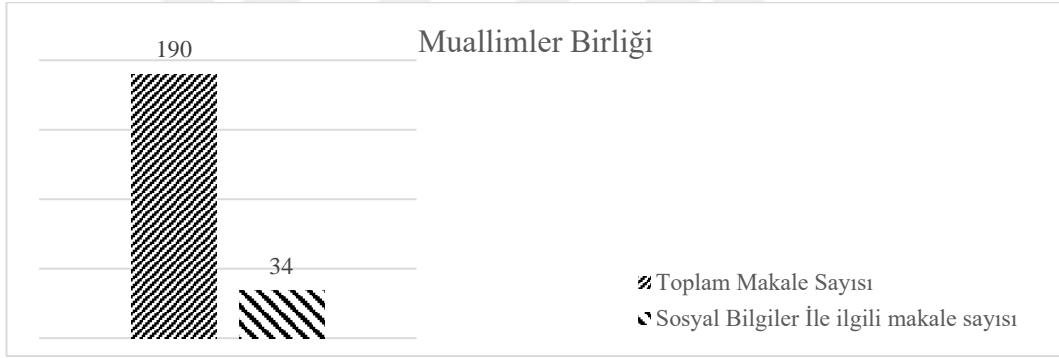 Muallimler Birliği
190
34
Toplam Makale Sayısı
Sosyal Bilgiler İle ilgili makale sayısı